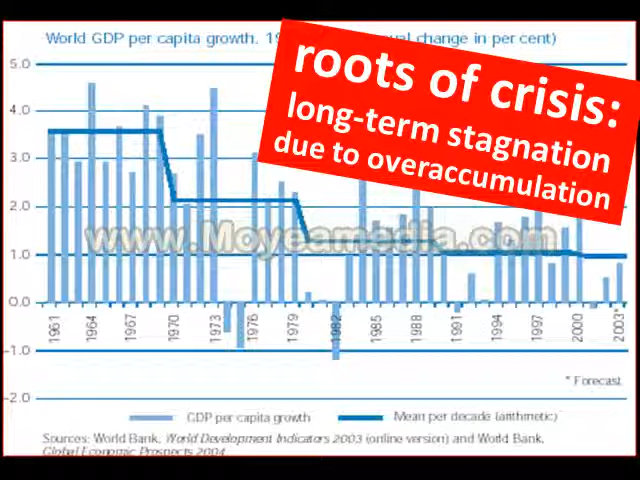 World GDP per capita growth, 19
val change in per cent)
roots of crisis:
long-term stagnation
due to overaccumulation
5.0
4.0
3.0
2.0
1.0
0.0
-1.0
-2.0
www.Moyeamedia.com
1961
1964
1967
1970
1973
1976
1979
1982
1985
1988
1991
1994
1997
2000
2003*
* Forecast
GDP per capita growth
Mean per decade (arithmetic)
Sources: World Bank, World Development Indicators 2003 (online version) and World Bank,
Global Economic Prospects 2004